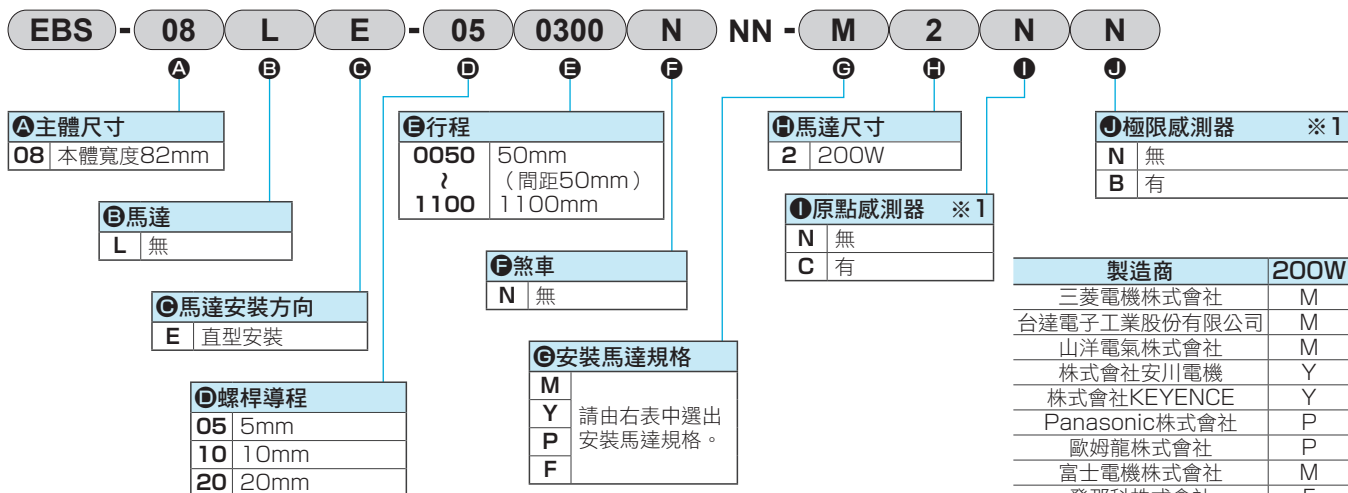 EBS - 08 L E - 05 0300 N NN - M 2 N N
A B C D E F G H I J
A主體尺寸
08 本體寬度82mm
B馬達
L 無
C馬達安裝方向
E 直型安裝
D螺桿導程
05 5mm
10 10mm
20 20mm
E行程
0050 50mm
~ （間距50mm）
1100 1100mm
F煞車
N 無
G安裝馬達規格
M
Y
P
F
請由右表中選出
安裝馬達規格。
H馬達尺寸
2 200W
I原點感測器 ※1
N 無
C 有
J極限感測器 ※1
N 無
B 有
製造商 200W
三菱電機株式會社 M
台達電子工業股份有限公司 M
山洋電氣株式會社 M
株式會社安川電機 Y
株式會社KEYENCE Y
Panasonic株式會社 P
歐姆龍株式會社 P
富士電機株式會社 M